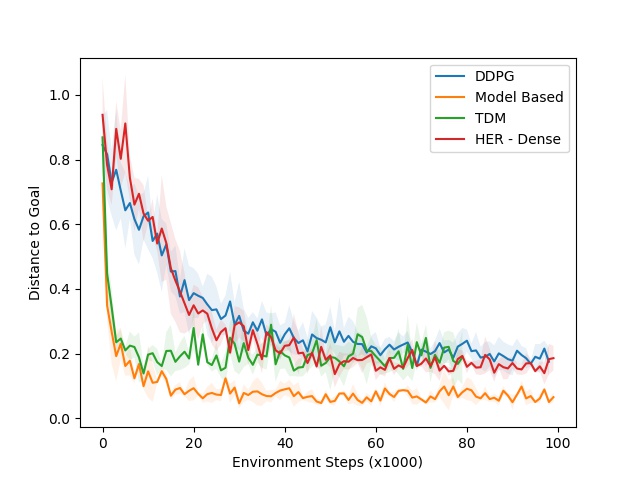 DDPG
Model Based
TDM
HER - Dense
1.0
0.8
0.6
0.4
0.2
0.0
Distance to Goal
0 20 40 60 80 100
Environment Steps (x1000)